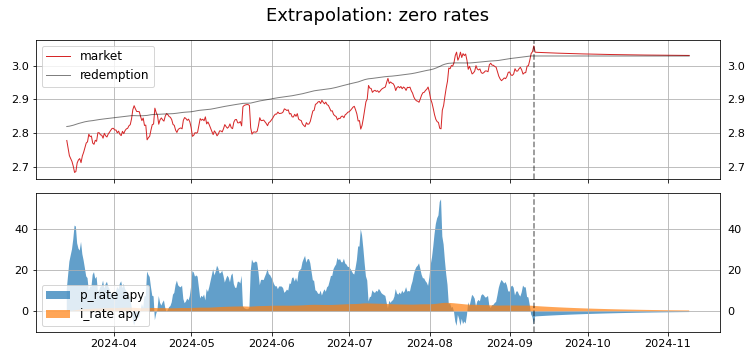 Extrapolation: zero rates
market
redemption
3.0
2.9
2.8
2.7
3.0
2.9
2.8
2.7
40
20
0
40
20
0
p_rate apy
i_rate apy
2024-04 2024-05 2024-06 2024-07 2024-08 2024-09 2024-10 2024-11